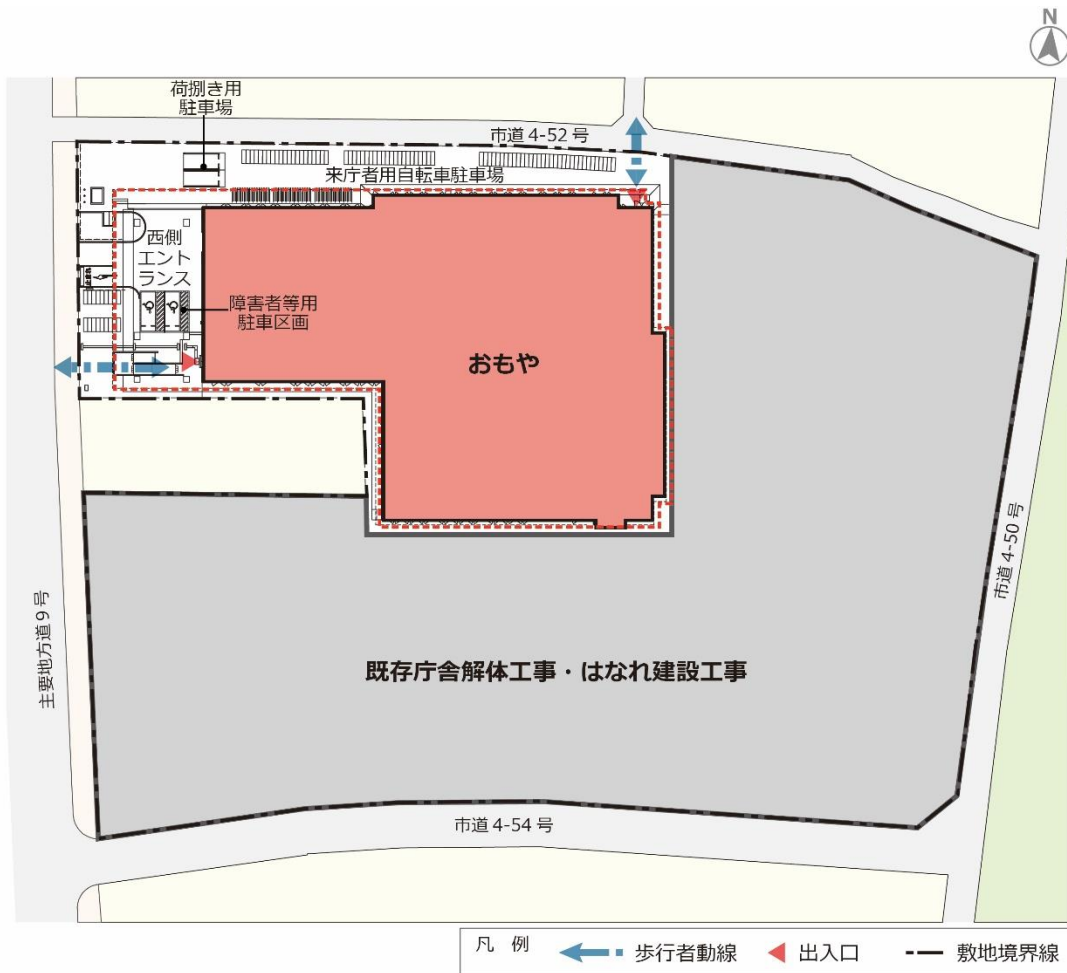 N
荷捌き用
駐車場
市道 4-52 号
来庁者用自転車駐車場
西側
エント
ランス
障害者等用
駐車区画
おもや
市道 4-50 号
主要地方道 9 号
既存庁舎解体工事・はなれ建設工事
市道 4-54 号
凡 例
歩行者動線
出入口
敷地境界線